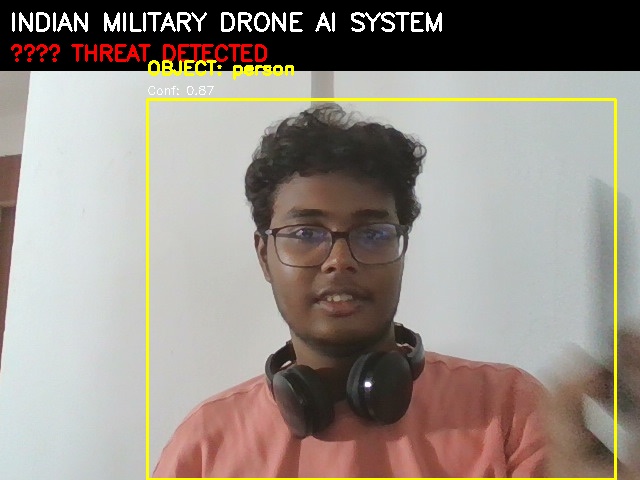 INDIAN MILITARY DRONE AI SYSTEM
???? THREAT DETECTED
OBJECT: person
Conf: 0.87